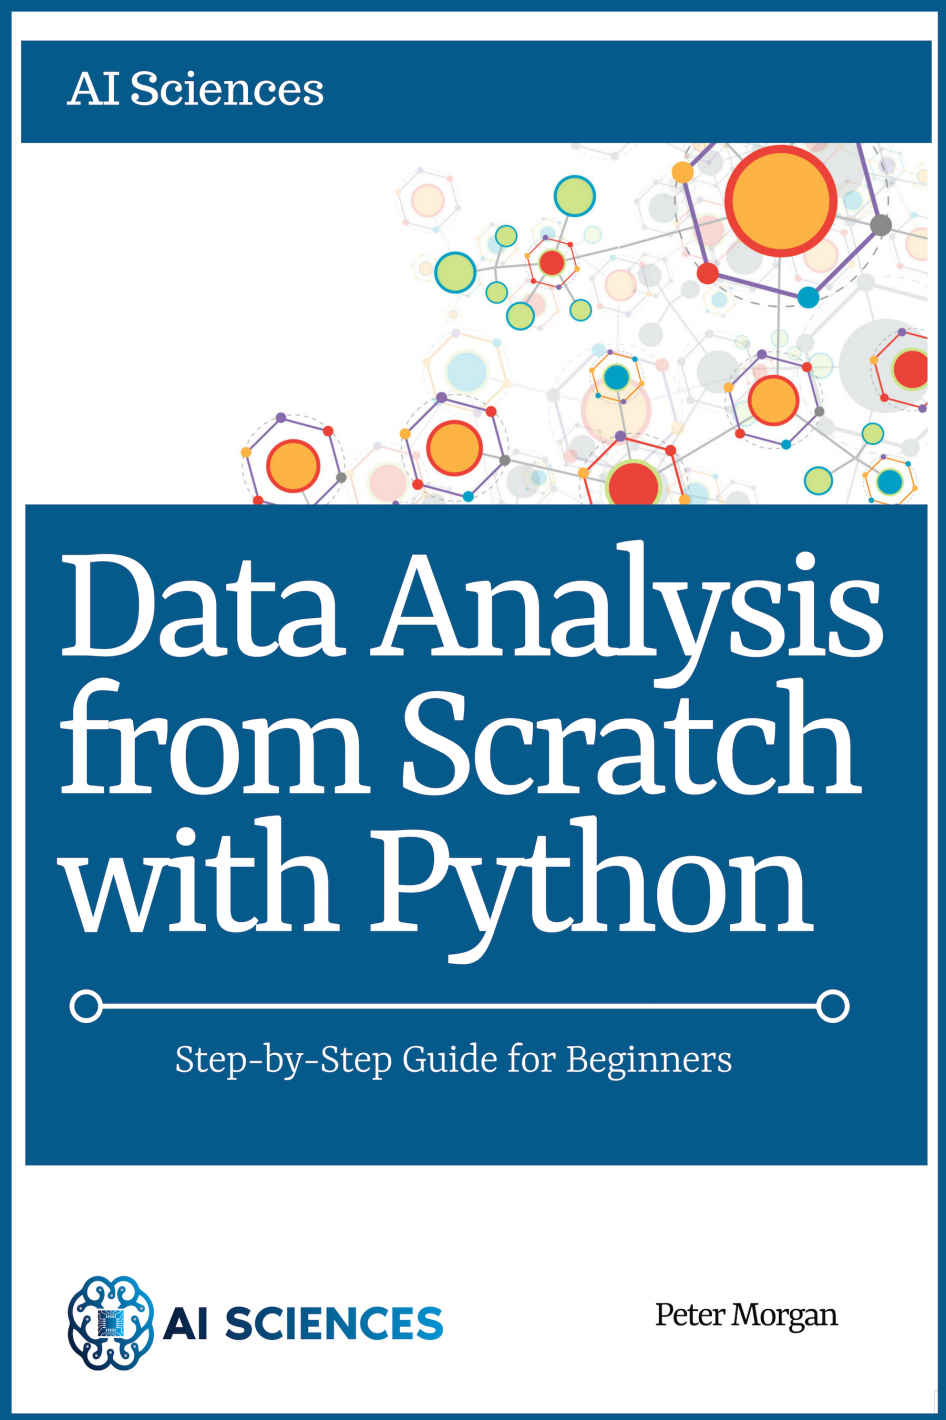 AI Sciences
Data Analysis
from Scratch
with Python
Step-by-Step Guide for Beginners
AI SCIENCES
Peter Morgan